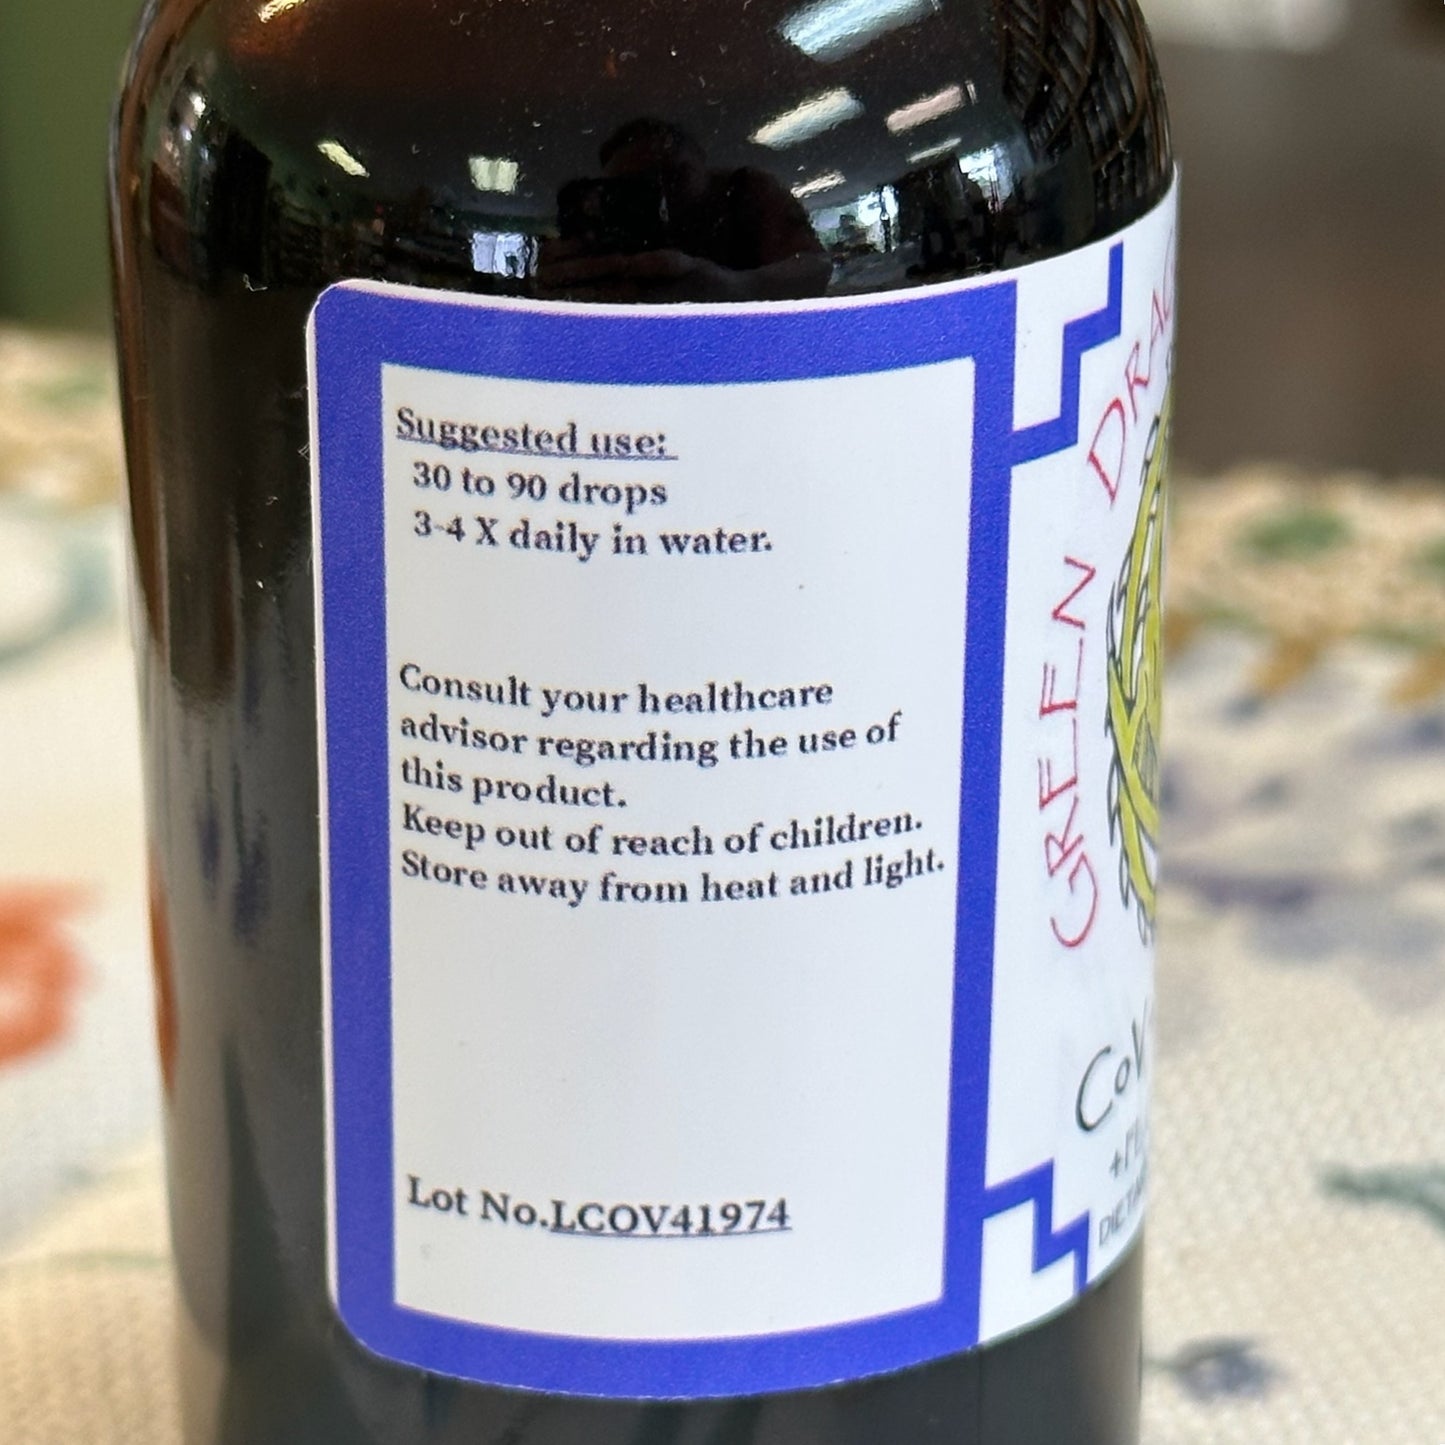 Suggested use:
30 to 90 drops
3-4 X daily in water.
Consult your healthcare
advisor regarding the use of
this product.
Keep out of reach of children.
Store away from heat and light.
Lot No.LCOV41974
GREEN